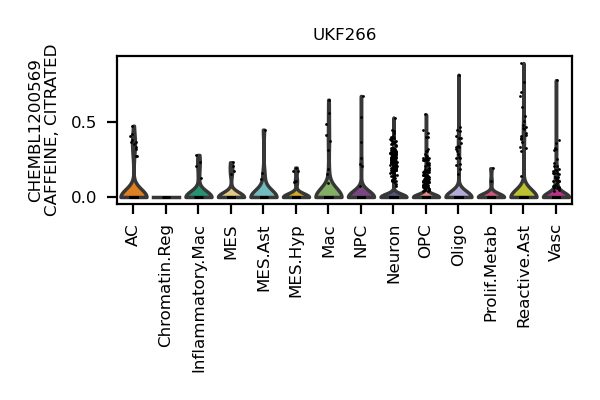 UKF266
CHEMBL1200569
CAFFEINE, CITRATED
0.5
0.0
AC
Chromatin.Reg
Inflammatory.Mac
MES
MES.Ast
MES.Hyp
Mac
NPC
Neuron
OPC
Oligo
Prolif.Metab
Reactive.Ast
Vasc